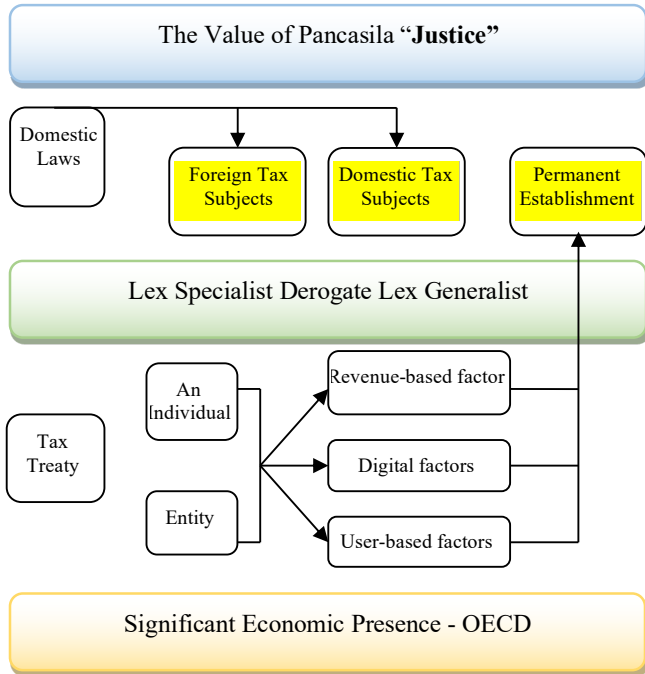 The Value of Pancasila “Justice”
Domestic
Laws
Foreign Tax
Subjects
Domestic Tax
Subjects
Permanent
Establishment
Lex Specialist Derogate Lex Generalist
An
Individual
Revenue-based factor
Tax
Treaty
Digital factors
Entity
User-based factors
Significant Economic Presence - OECD